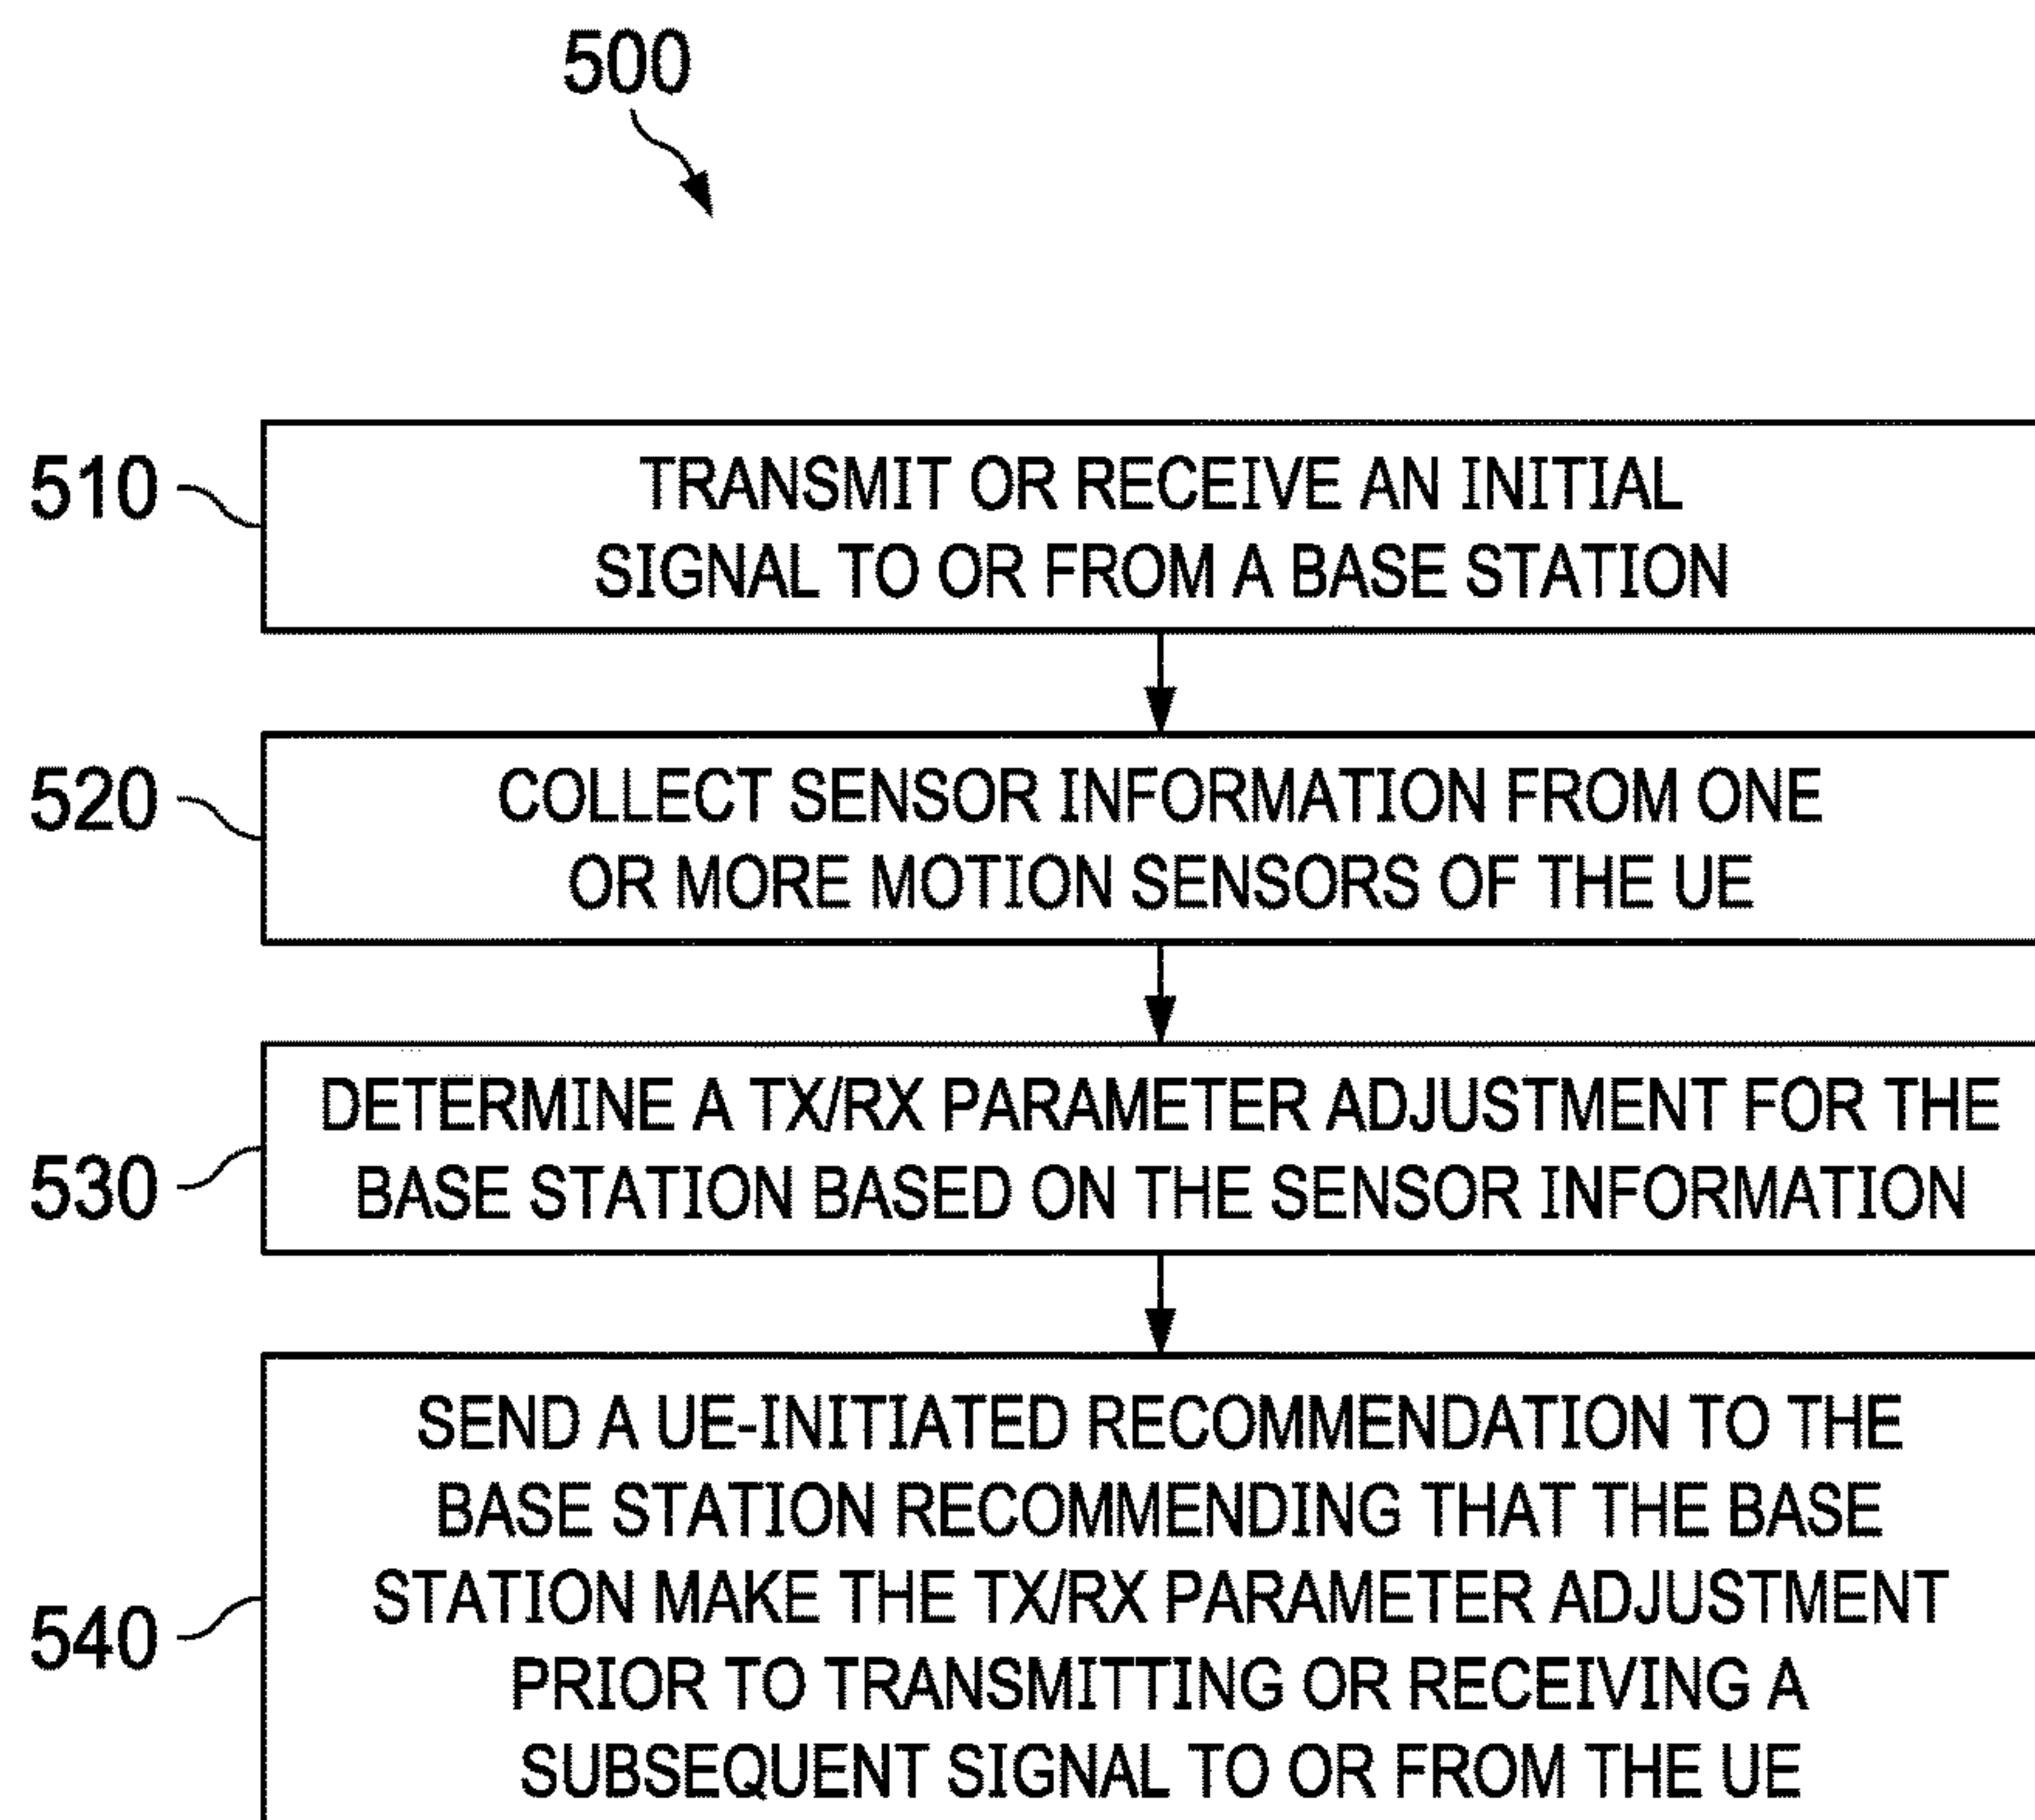 500
510
TRANSMIT OR RECEIVE AN INITIAL
SIGNAL TO OR FROM A BASE STATION
520
COLLECT SENSOR INFORMATION FROM ONE
OR MORE MOTION SENSORS OF THE UE
530
DETERMINE A TX/RX PARAMETER ADJUSTMENT FOR THE
BASE STATION BASED ON THE SENSOR INFORMATION
540
SEND A UE-INITIATED RECOMMENDATION TO THE
BASE STATION RECOMMENDING THAT THE BASE
STATION MAKE THE TX/RX PARAMETER ADJUSTMENT
PRIOR TO TRANSMITTING OR RECEIVING A
SUBSEQUENT SIGNAL TO OR FROM THE UE